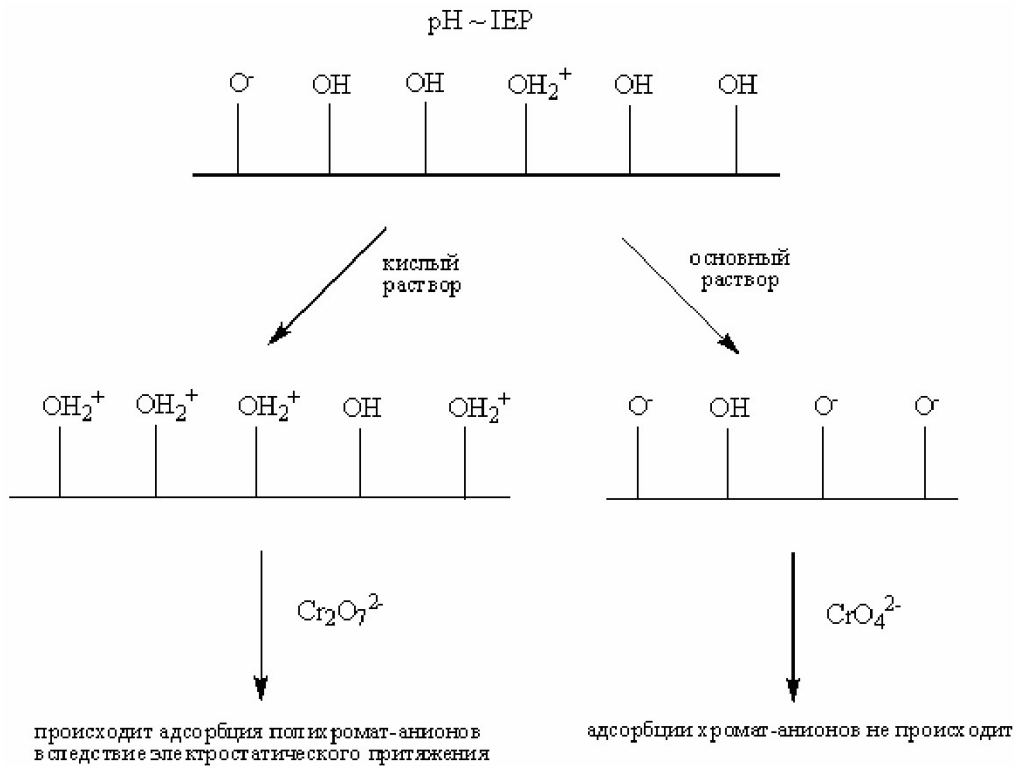 pH ~ IEP
O⁻ OH OH OH₂⁺ OH OH
кислый
раствор
основный
раствор
OH₂⁺ OH₂⁺ OH₂⁺ OH OH₂⁺
O⁻ OH O⁻ O⁻
Cr₂O₇²⁻
CrO₄²⁻
происходит адсорбция полихромат-анионов
вследствие электростатического притяжения
адсорбции хромат-анионов не происходит